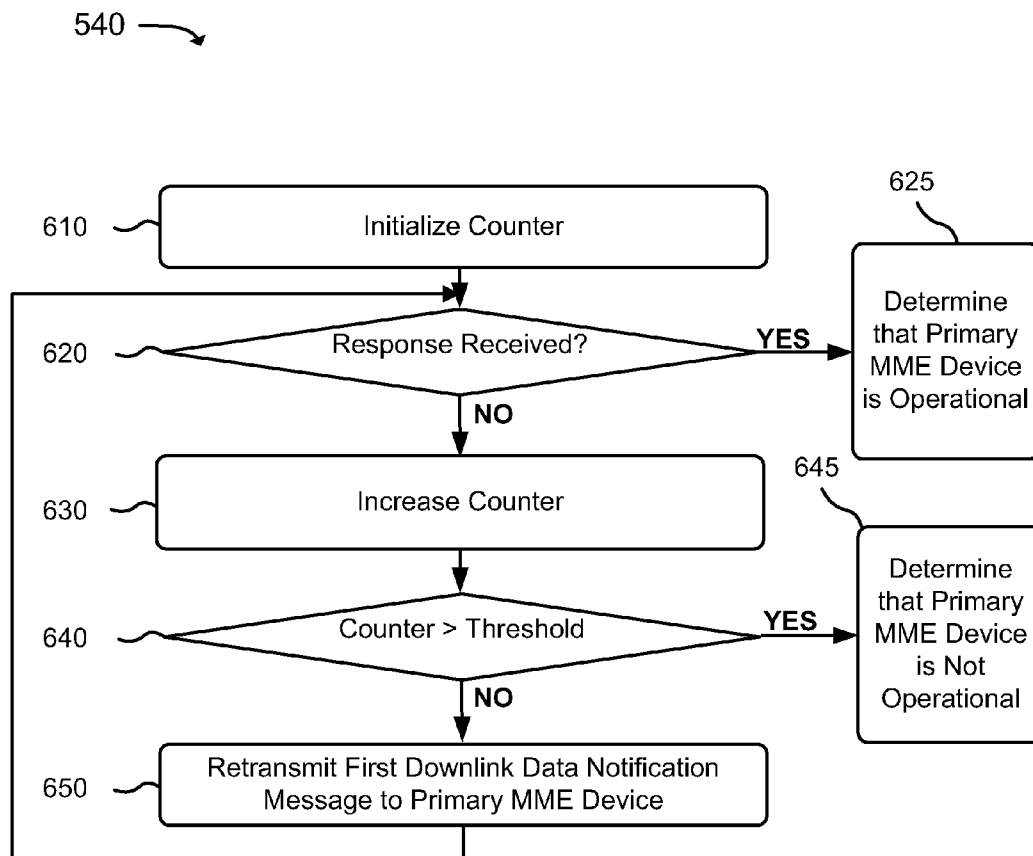 540
610
Initialize Counter
625
Determine
that Primary
MME Device
is Operational
620
Response Received?
YES
NO
630
Increase Counter
645
Determine
that Primary
MME Device
is Not
Operational
640
Counter > Threshold
YES
NO
650
Retransmit First Downlink Data Notification
Message to Primary MME Device